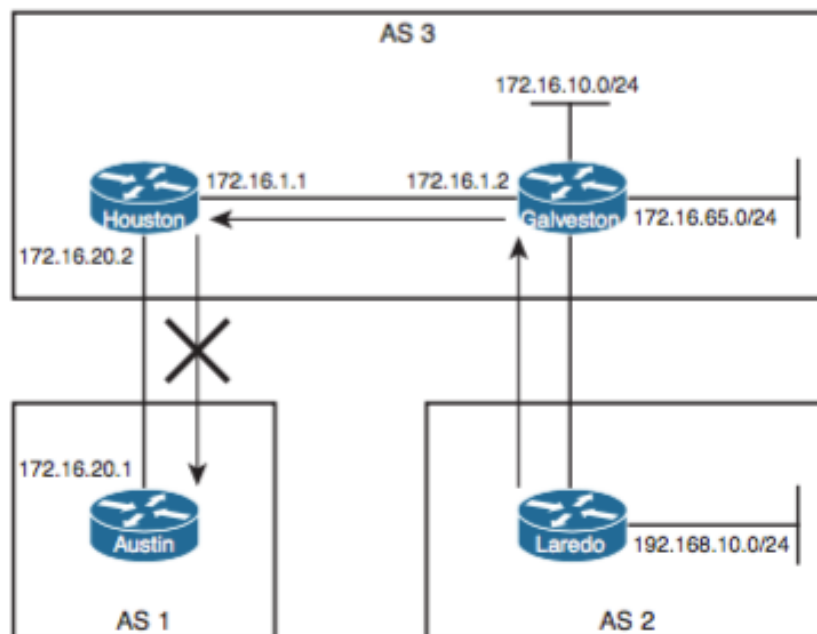 AS 3
172.16.10.0/24
172.16.1.1
172.16.1.2
Houston
Galveston
172.16.65.0/24
172.16.20.2
172.16.20.1
Austin
Laredo
192.168.10.0/24
AS 1
AS 2